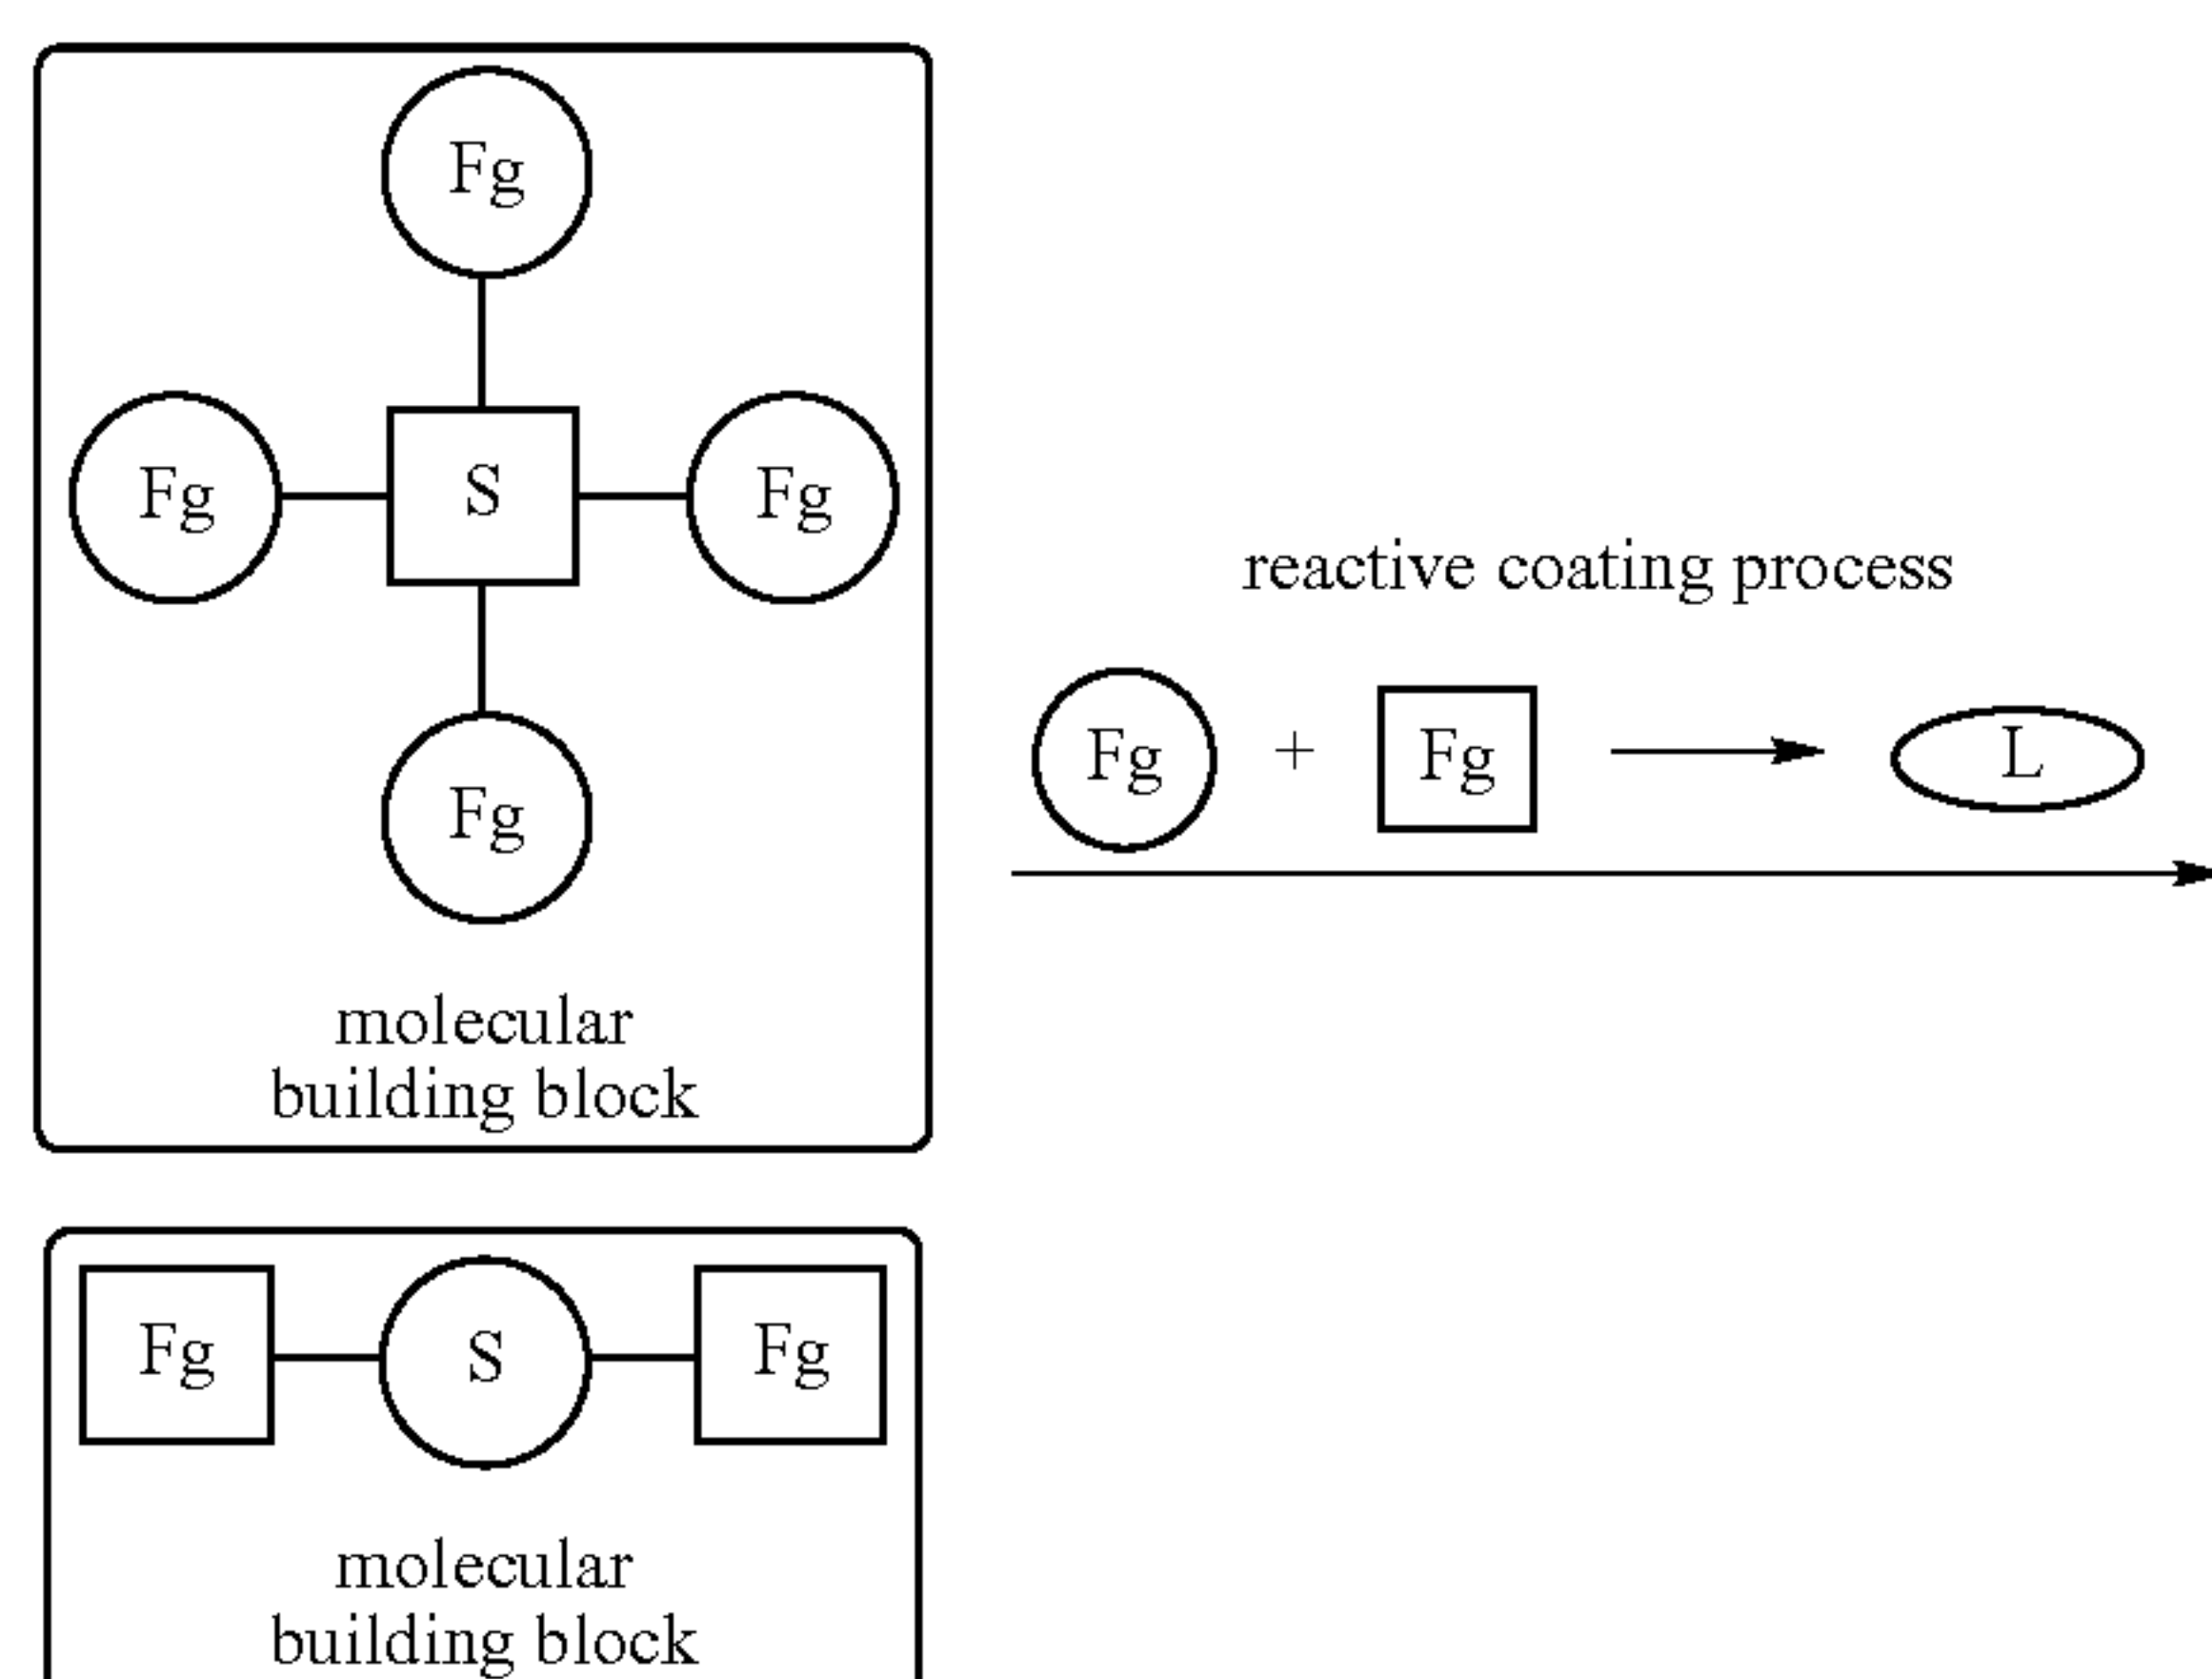 Fg
Fg S Fg
Fg
molecular
building block
reactive coating process
Fg + Fg L
Fg S Fg
molecular
building block